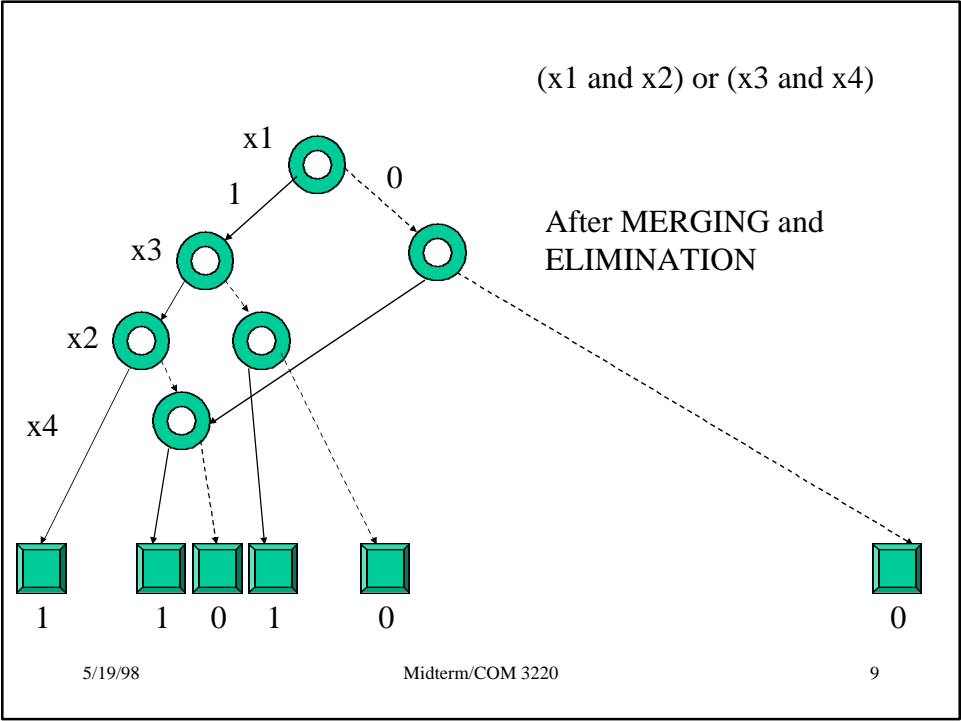 (x1 and x2) or (x3 and x4)
x1
0
1
After MERGING and
ELIMINATION
x3
x2
x4
1 1 0 1 0 0
5/19/98 Midterm/COM 3220 9